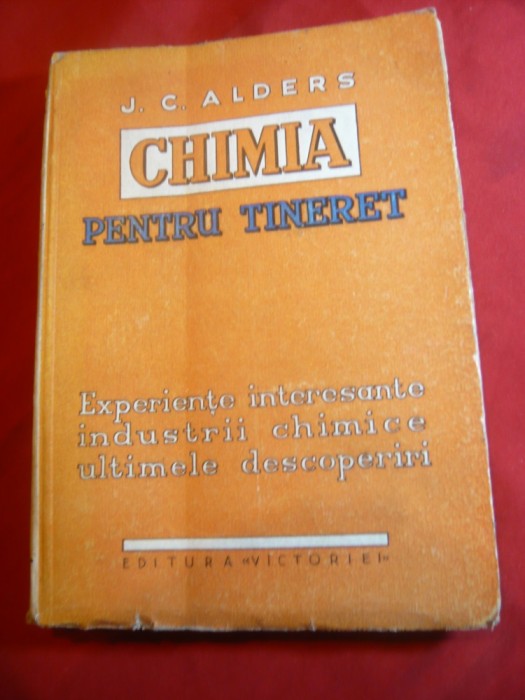 J. C. ALDERS
CHIMIA
PENTRU TINERET
Experiențe interesante
industrii chimice
ultimele descoperiri
EDITURA «VICTORIEI»